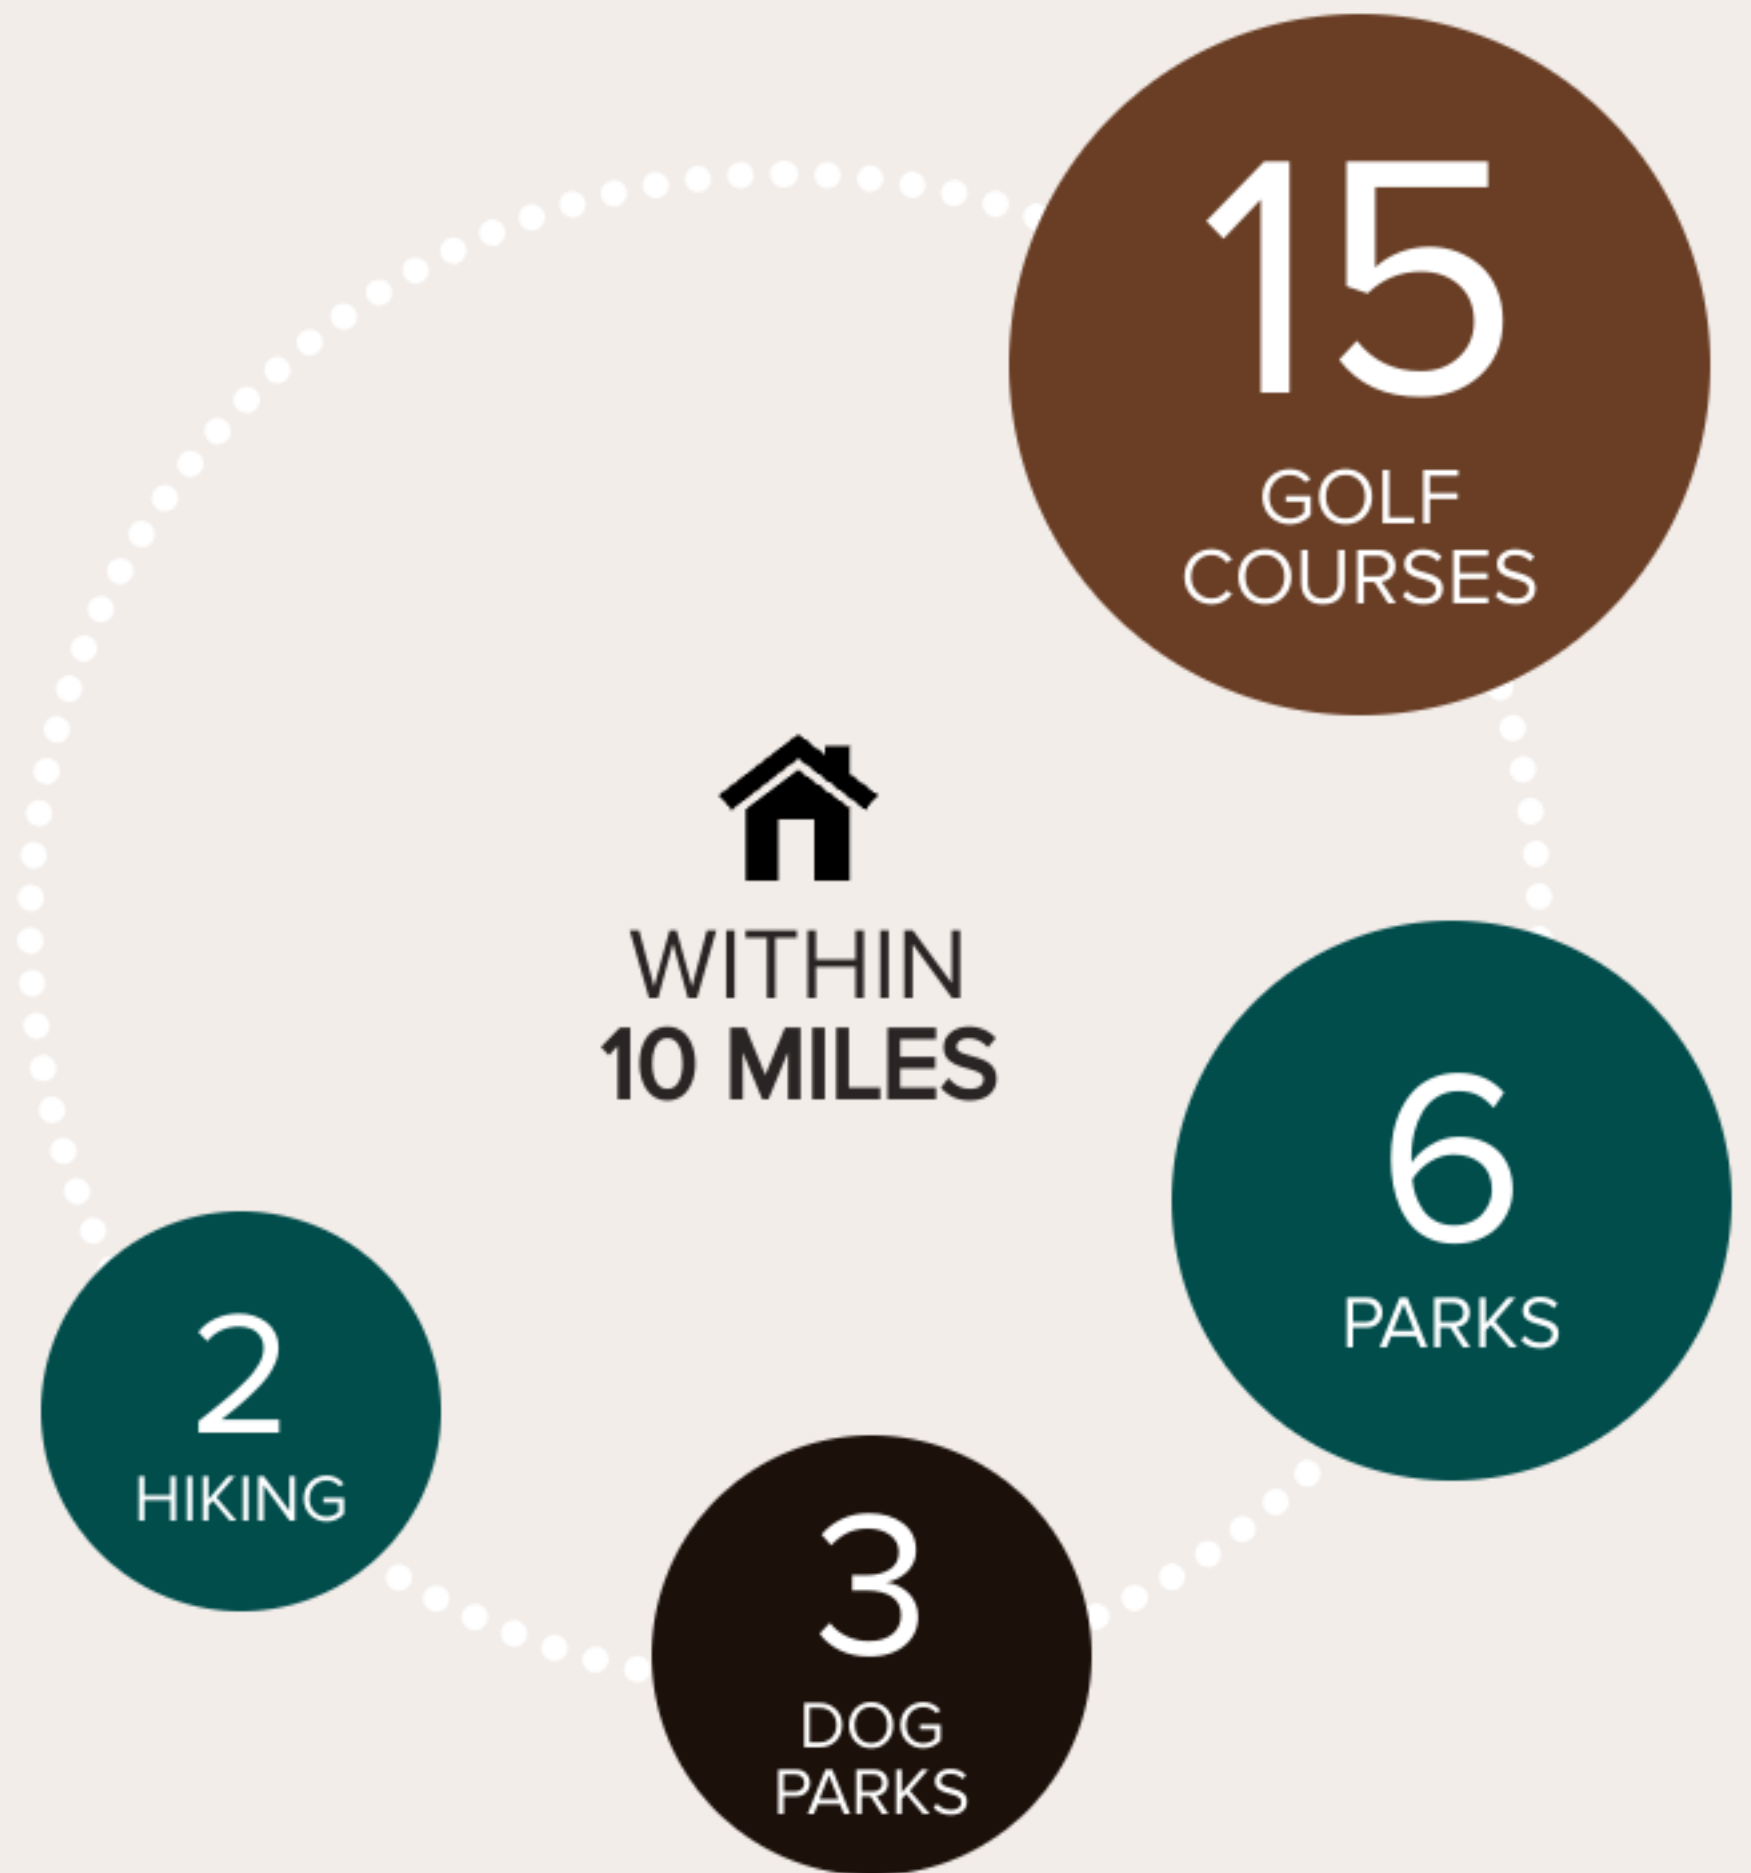 15
GOLF
COURSES
WITHIN
10 MILES
6
PARKS
2
HIKING
3
DOG
PARKS